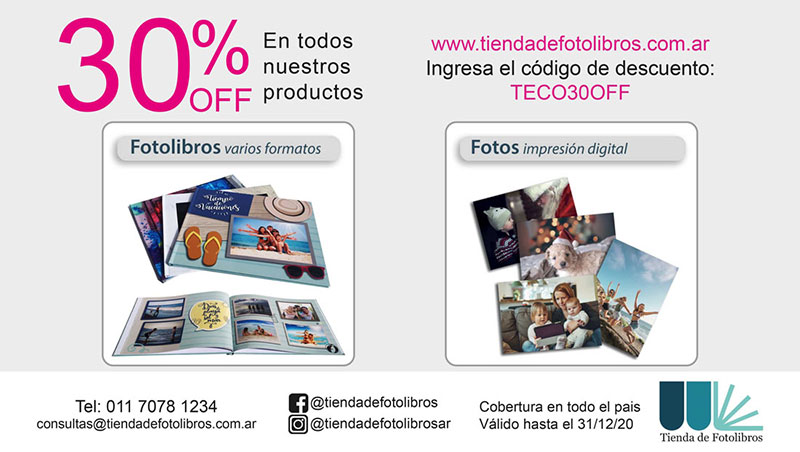 30% OFF
En todos
nuestros
productos
www.tiendadefotolibros.com.ar
Ingresa el código de descuento:
TECO30OFF
Fotolibros varios formatos
Tiempo
de
Vacaciones
Fotos impresión digital
Tel: 011 7078 1234
consultas@tiendadefotolibros.com.ar
@tiendadefotolibros
@tiendadefotolibrosar
Cobertura en todo el pais
Válido hasta el 31/12/20
Tienda de Fotolibros